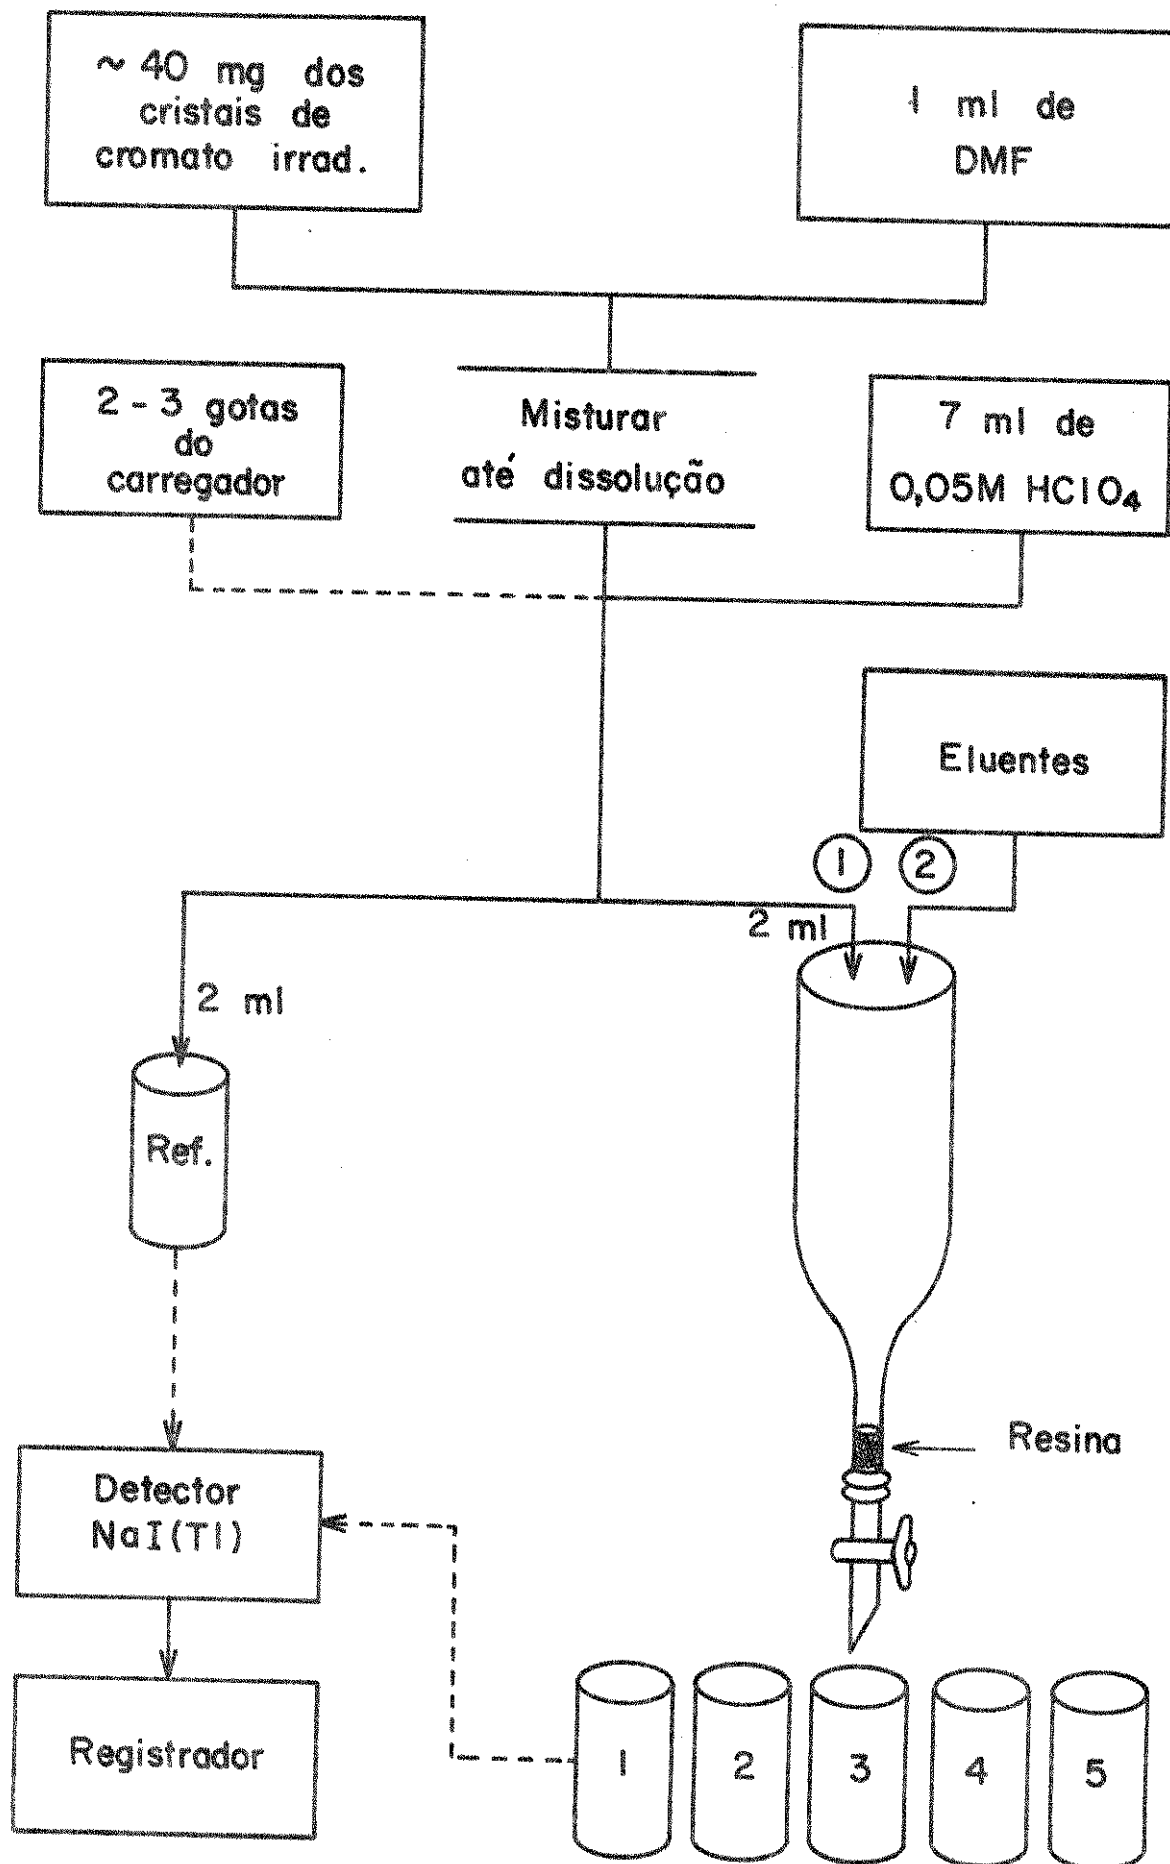 ~ 40 mg dos
cristais de
cromato irrad.
1 ml de
DMF
2 - 3 gotas
do
carregador
Misturar
até dissolução
7 ml de
0,05M HClO₄
Eluentes
1
2
2 ml
2 ml
Ref.
Resina
Detector
NaI(Tl)
Registrador
1
2
3
4
5